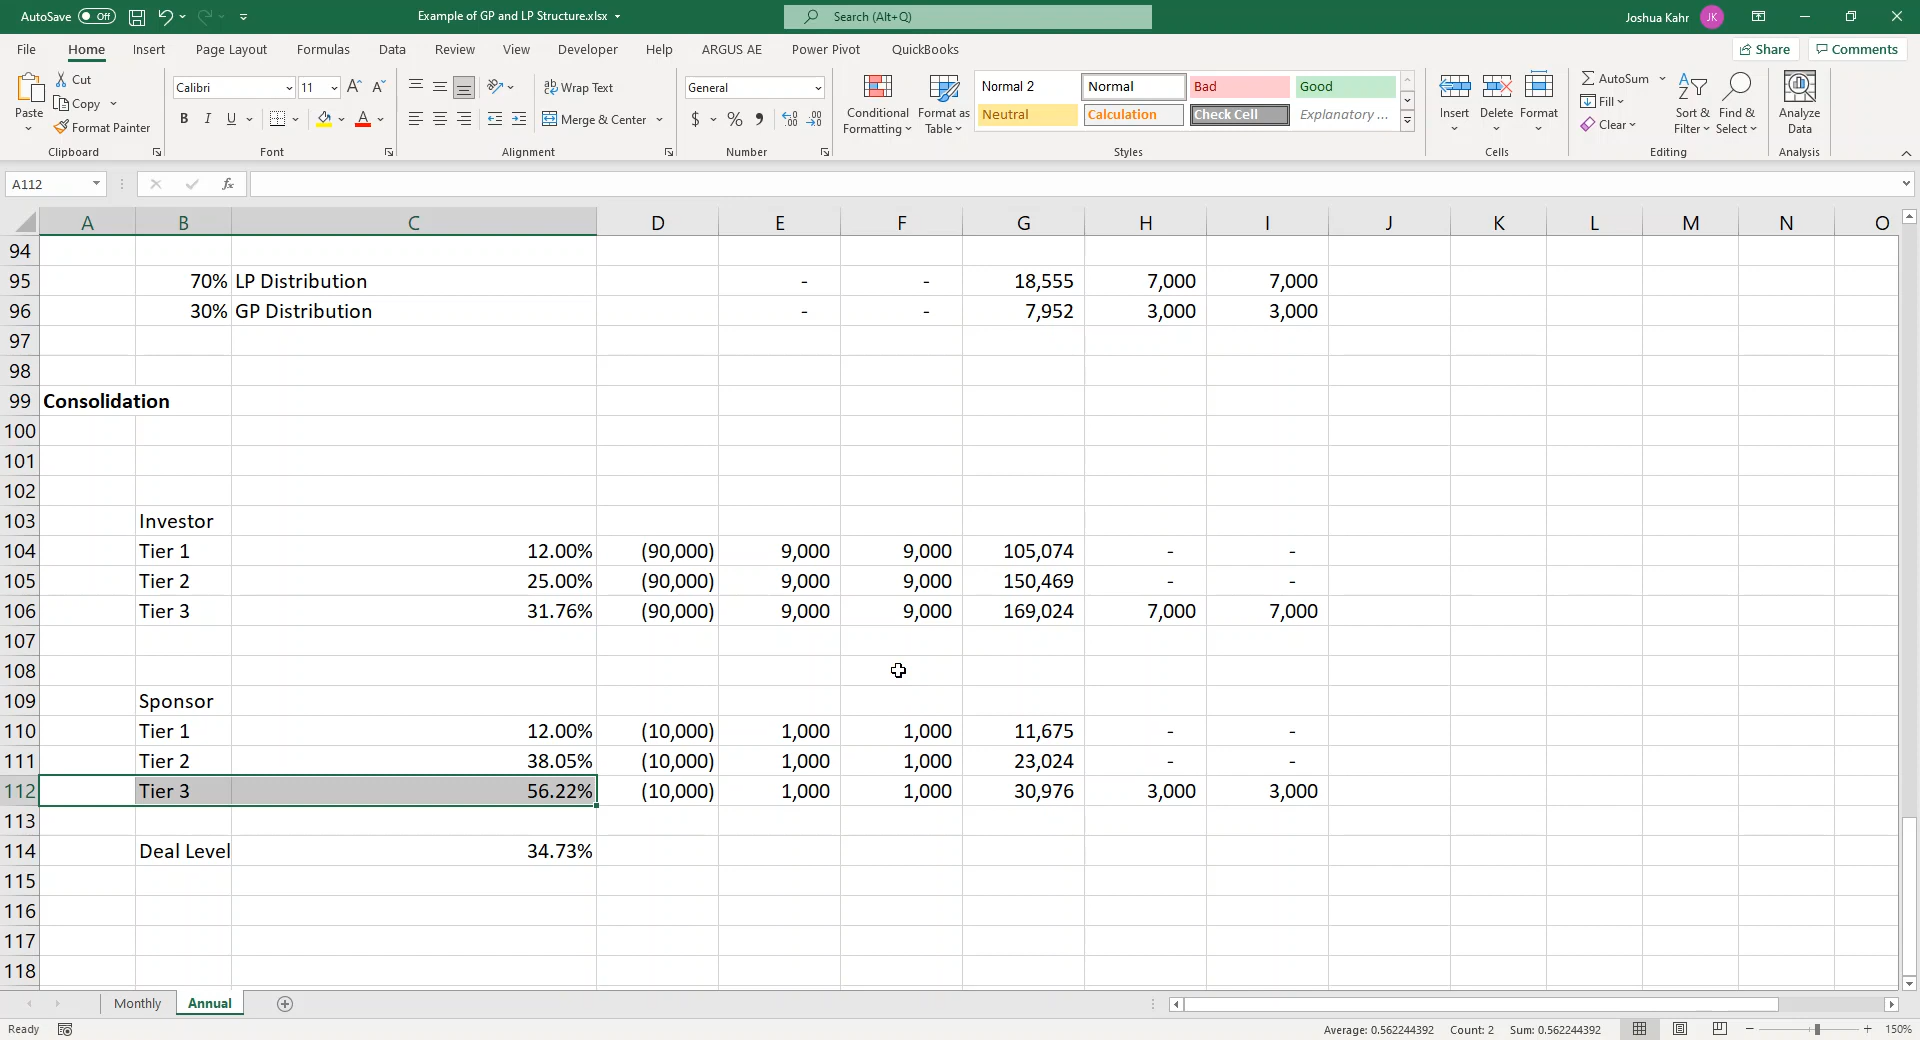 AutoSave Off Example of GP and LP Structure.xlsx Search (Alt+Q) Joshua Kahr JK
File Home Insert Page Layout Formulas Data Review View Developer Help ARGUS AE Power Pivot QuickBooks Share Comments
Paste Cut Copy Format Painter Clipboard
Calibri 11 B I U Font
Wrap Text Merge & Center Alignment
General $ % Number
Conditional Formatting Format as Table
Normal 2 Normal Bad Good
Neutral Calculation Check Cell Explanatory ...
Styles
Insert Delete Format Cells
AutoSum Fill Clear Sort & Filter Find & Select Editing
Analyze Data Analysis
A112 fx
A B C D E F G H I J K L M N O
94
95 70% LP Distribution - - 18,555 7,000 7,000
96 30% GP Distribution - - 7,952 3,000 3,000
97
98
99 Consolidation
100
101
102
103 Investor
104 Tier 1 12.00% (90,000) 9,000 9,000 105,074 - -
105 Tier 2 25.00% (90,000) 9,000 9,000 150,469 - -
106 Tier 3 31.76% (90,000) 9,000 9,000 169,024 7,000 7,000
107
108
109 Sponsor
110 Tier 1 12.00% (10,000) 1,000 1,000 11,675 - -
111 Tier 2 38.05% (10,000) 1,000 1,000 23,024 - -
112 Tier 3 56.22% (10,000) 1,000 1,000 30,976 3,000 3,000
113
114 Deal Level 34.73%
115
116
117
118
Monthly Annual
Ready Average: 0.562244392 Count: 2 Sum: 0.562244392 150%